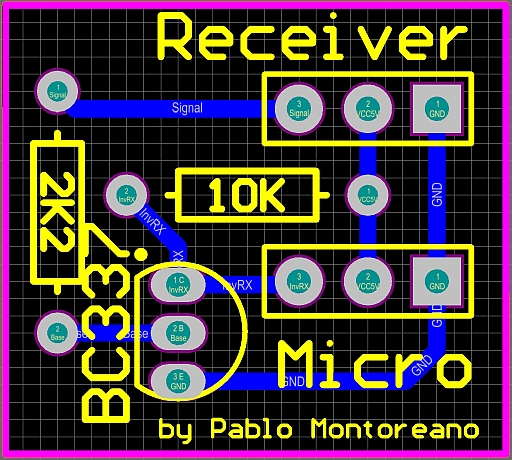 Receiver
1
Signal
Signal
3
Signal
2
VCC5V
1
GND
2K2
2
InvRX
InvRX
10K
1
VCC5V
GND
RX
BC337.
1 C
InvRX
InvRX
3
InvRX
2
VCC5V
1
GND
GND
2
Base
Base
2 B
Base
3 E
GND
GND
GND
Micro
by Pablo Montoreano